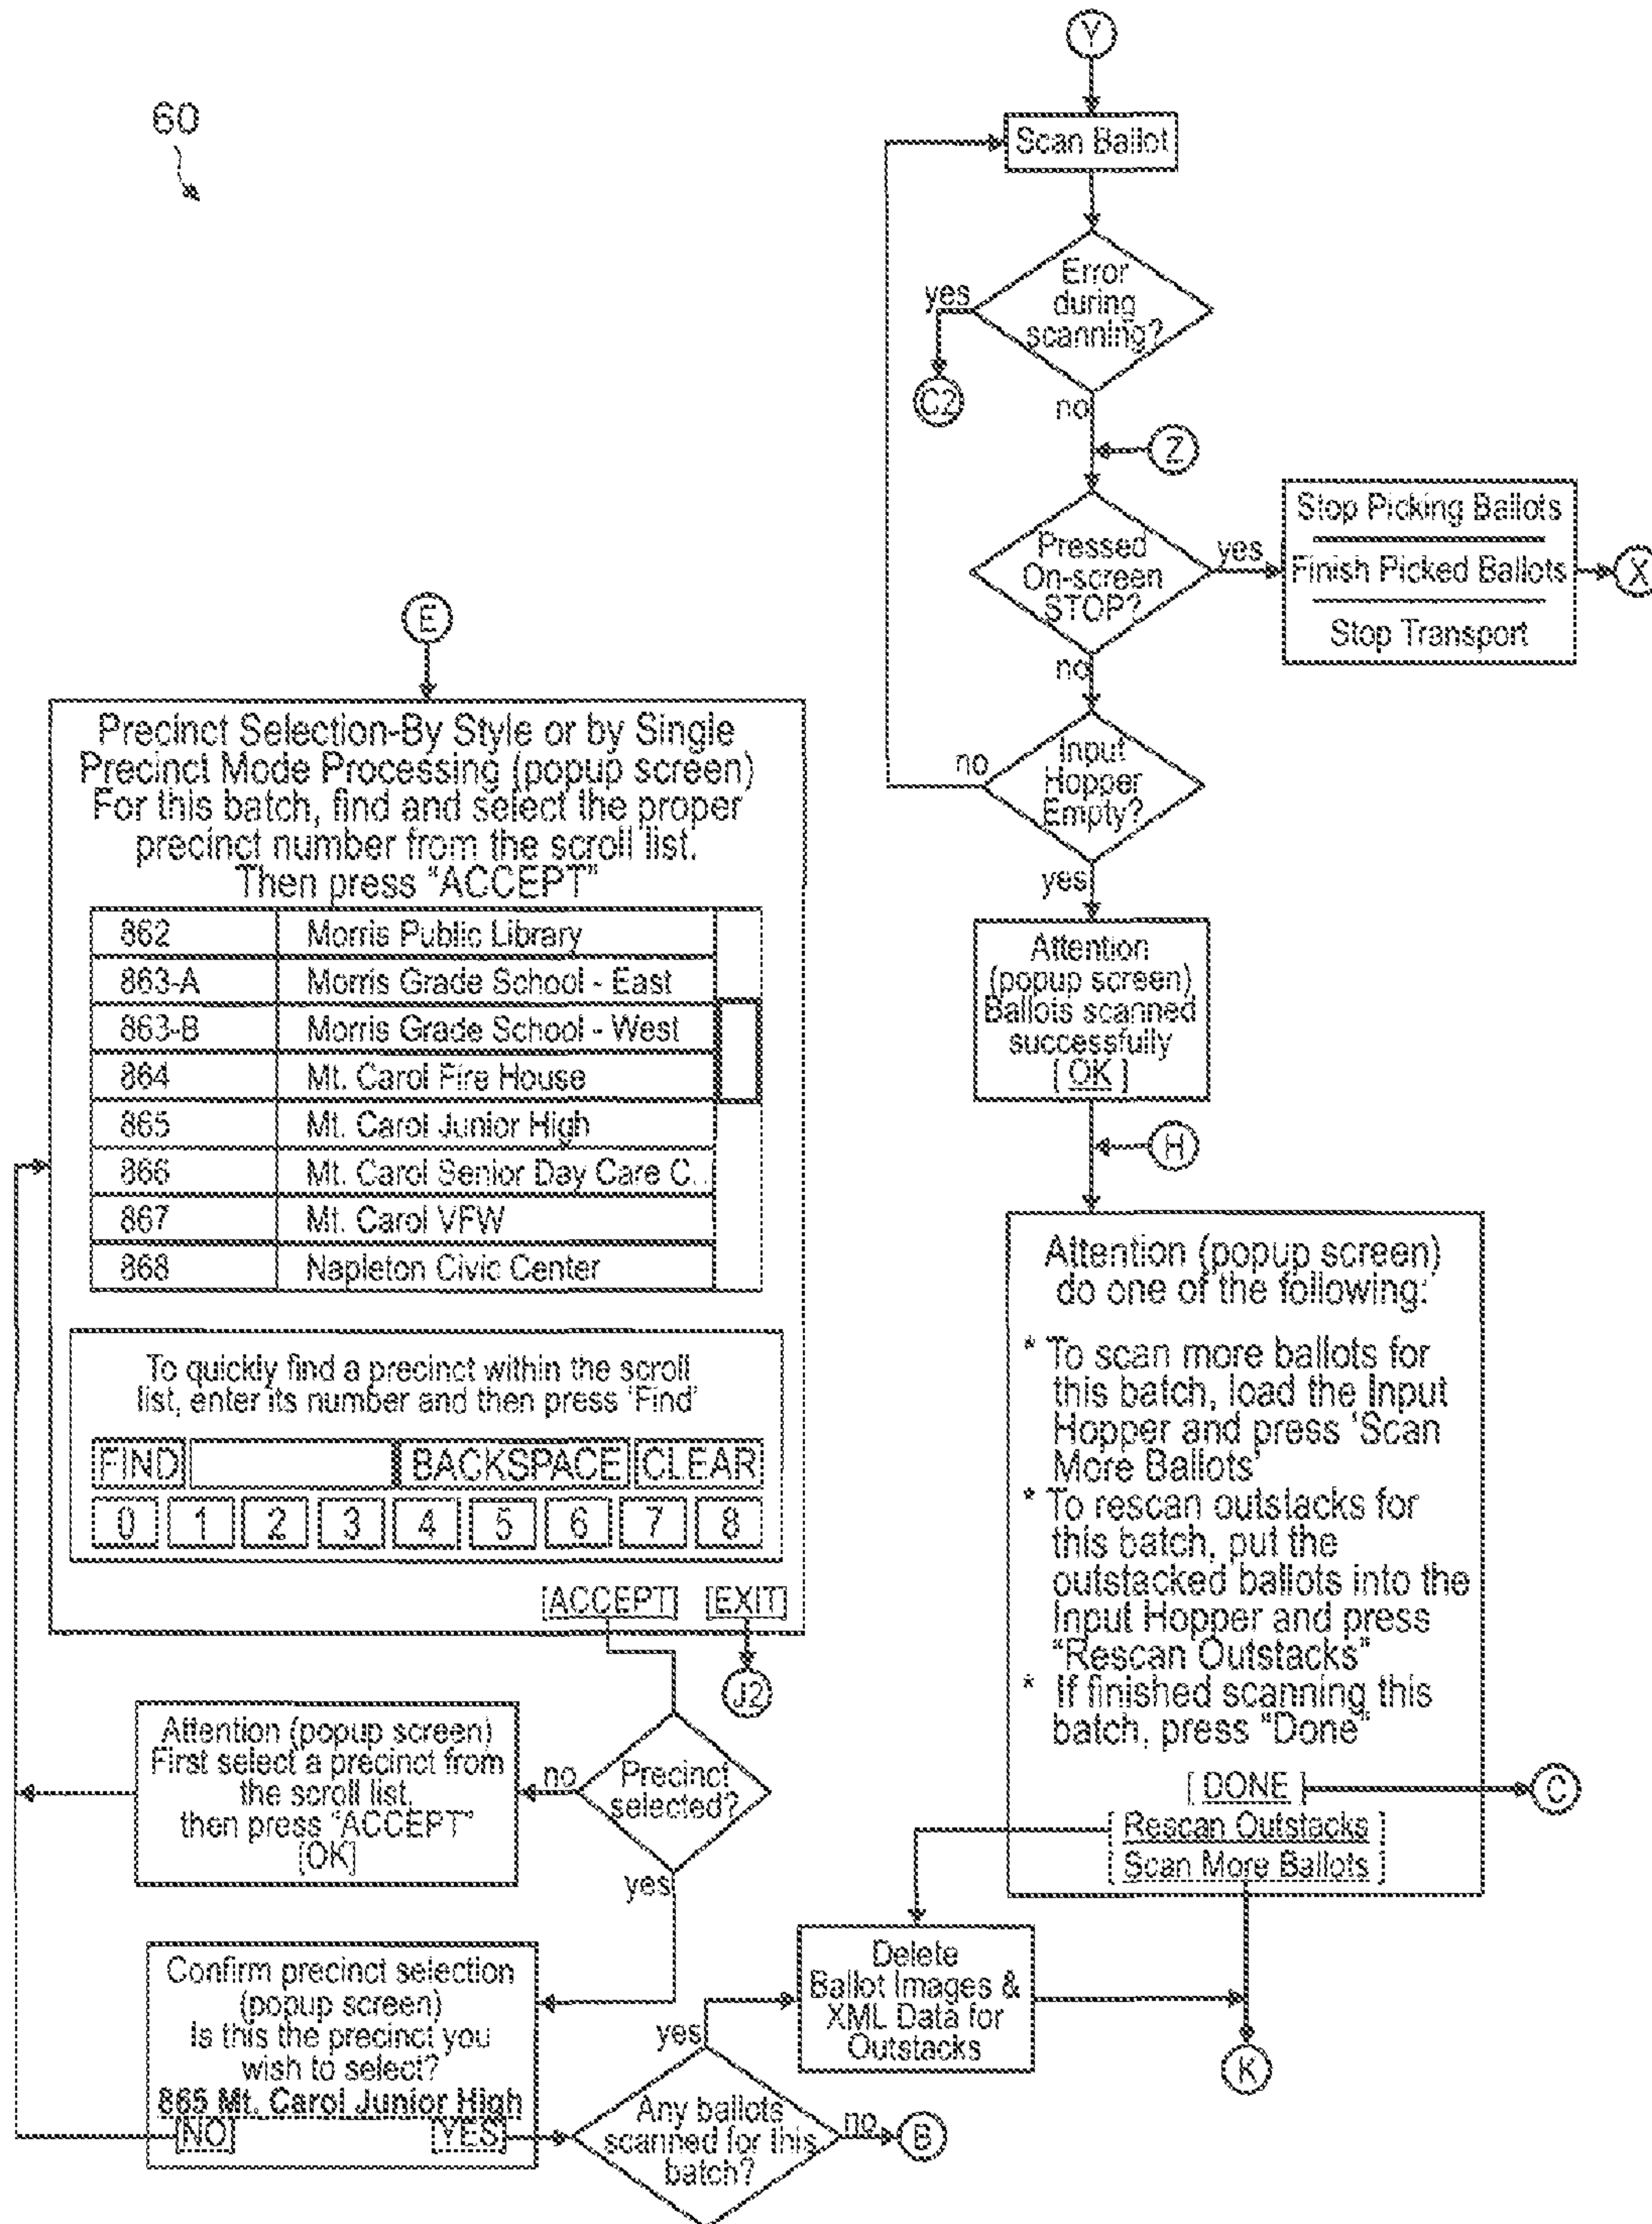 60
Y
Scan Ballot
Error
during
scanning?
yes
C2
no
Z
Pressed
On-screen
STOP?
yes
Stop Picking Ballots
Finish Picked Ballots
Stop Transport
X
no
Input
Hopper
Empty?
no
yes
Attention
(popup screen)
Ballots scanned
successfully
[ OK ]
H
Attention (popup screen)
do one of the following:
* To scan more ballots for
this batch, load the Input
Hopper and press 'Scan
More Ballots'
* To rescan outstacks for
this batch, put the
outstacked ballots into the
Input Hopper and press
"Rescan Outstacks"
* If finished scanning this
batch, press "Done"
[ DONE ]
C
[ Rescan Outstacks ]
[ Scan More Ballots ]
E
Precinct Selection-By Style or by Single
Precinct Mode Processing (popup screen)
For this batch, find and select the proper
precinct number from the scroll list.
Then press "ACCEPT"
862 Morris Public Library
863-A Morris Grade School - East
863-B Morris Grade School - West
864 Mt. Carol Fire House
865 Mt. Carol Junior High
866 Mt. Carol Senior Day Care C..
867 Mt. Carol VFW
868 Napleton Civic Center
To quickly find a precinct within the scroll
list, enter its number and then press 'Find'
FIND BACKSPACE CLEAR
0 1 2 3 4 5 6 7 8
[ACCEPT] [EXIT]
J2
Precinct
selected?
no
Attention (popup screen)
First select a precinct from
the scroll list.
then press "ACCEPT"
[OK]
yes
Confirm precinct selection
(popup screen)
Is this the precinct you
wish to select?
865 Mt. Carol Junior High
[NO] [YES]
Any ballots
scanned for this
batch?
no
B
yes
Delete
Ballot Images &
XML Data for
Outstacks
K